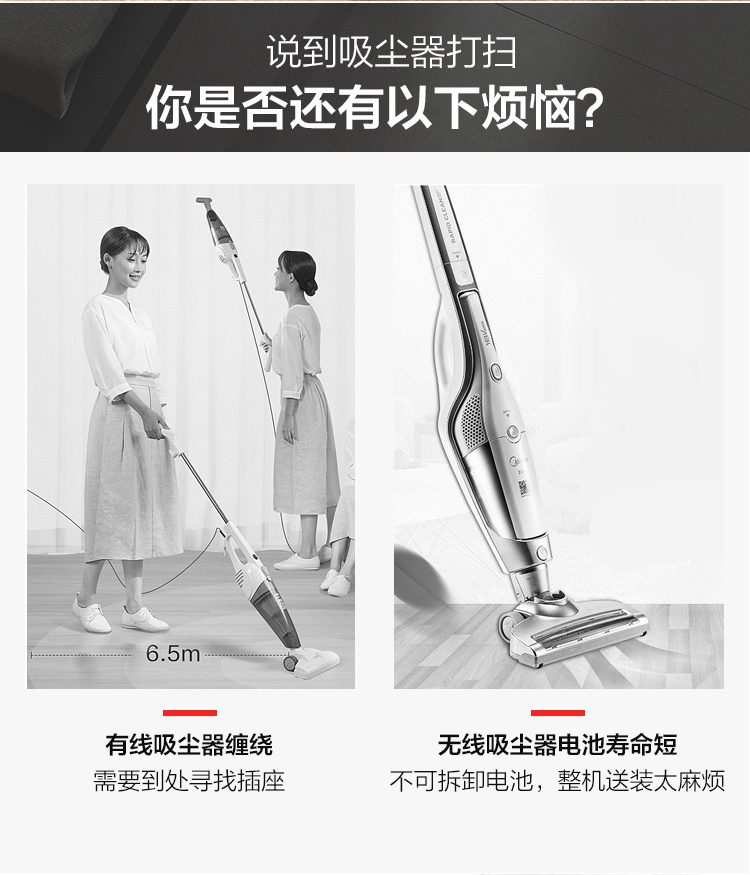 说到吸尘器打扫
你是否还有以下烦恼?
RAPID CLEAN
6.5m
有线吸尘器缠绕
需要到处寻找插座
无线吸尘器电池寿命短
不可拆卸电池，整机送装太麻烦